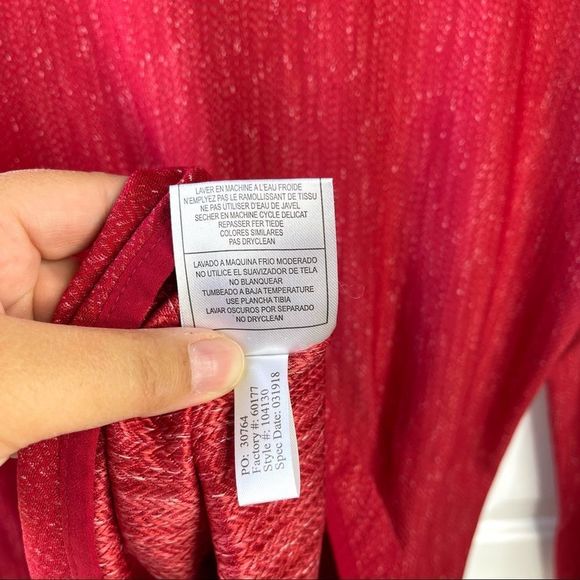 LAVER EN MACHINE A L'EAU FROIDE
N'EMPLYEZ PAS LE RAMOLLISSANT DE TISSU
NE PAS UTILISER D'EAU DE JAVEL
SECHER EN MACHINE CYCLE DELICAT
REPASSER FER TIEDE
COLORES SIMILARES
PAS DRYCLEAN
LAVADO A MAQUINA FRIO MODERADO
NO UTILICE EL SUAVIZADOR DE TELA
NO BLANQUEAR
TUMBEADO A BAJA TEMPERATURE
USE PLANCHA TIBIA
LAVAR OSCUROS POR SEPARADO
NO DRYCLEAN
PO: 30764
Factory #: 60177
Style #: 104130
Spec Date: 031918